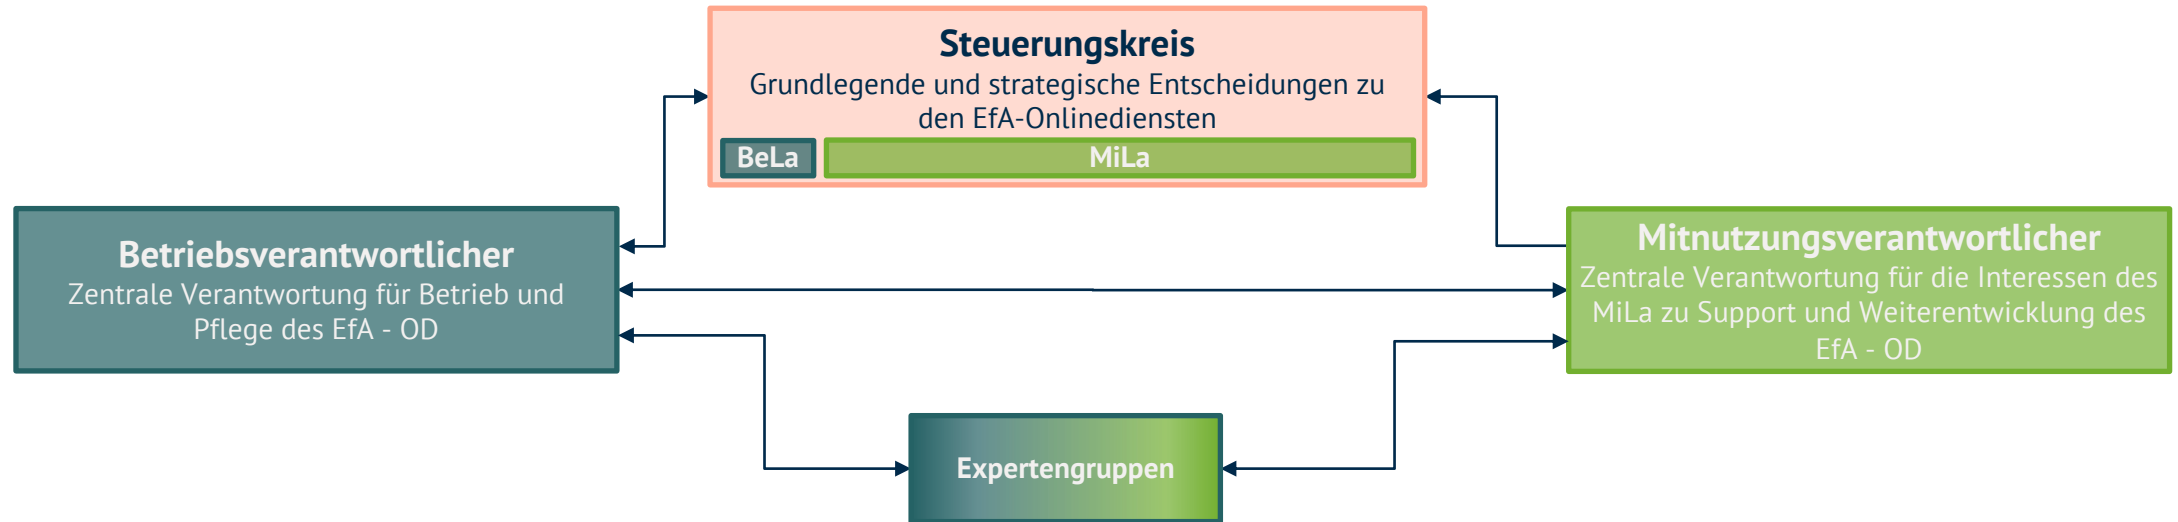 Steuerungskreis
Grundlegende und strategische Entscheidungen zu
den EfA-Onlinediensten
BeLa
MiLa
Betriebsverantwortlicher
Zentrale Verantwortung für Betrieb und
Pflege des EfA - OD
Mitnutzungsverantwortlicher
Zentrale Verantwortung für die Interessen des
MiLa zu Support und Weiterentwicklung des
EfA - OD
Expertengruppen